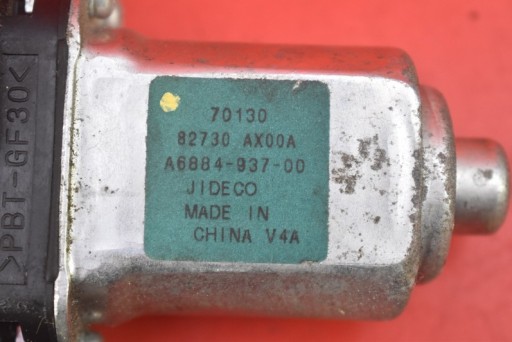 >PBT-GF30<
70130
82730 AX00A
A6884-937-00
JIDECO
MADE IN
CHINA V4A